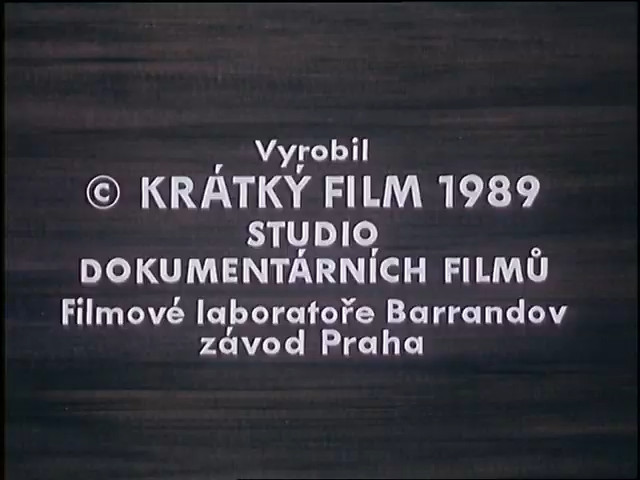 Vyrobil
© KRÁTKÝ FILM 1989
STUDIO
DOKUMENTÁRNÍCH FILMŮ
Filmové laboratoře Barrandov
závod Praha